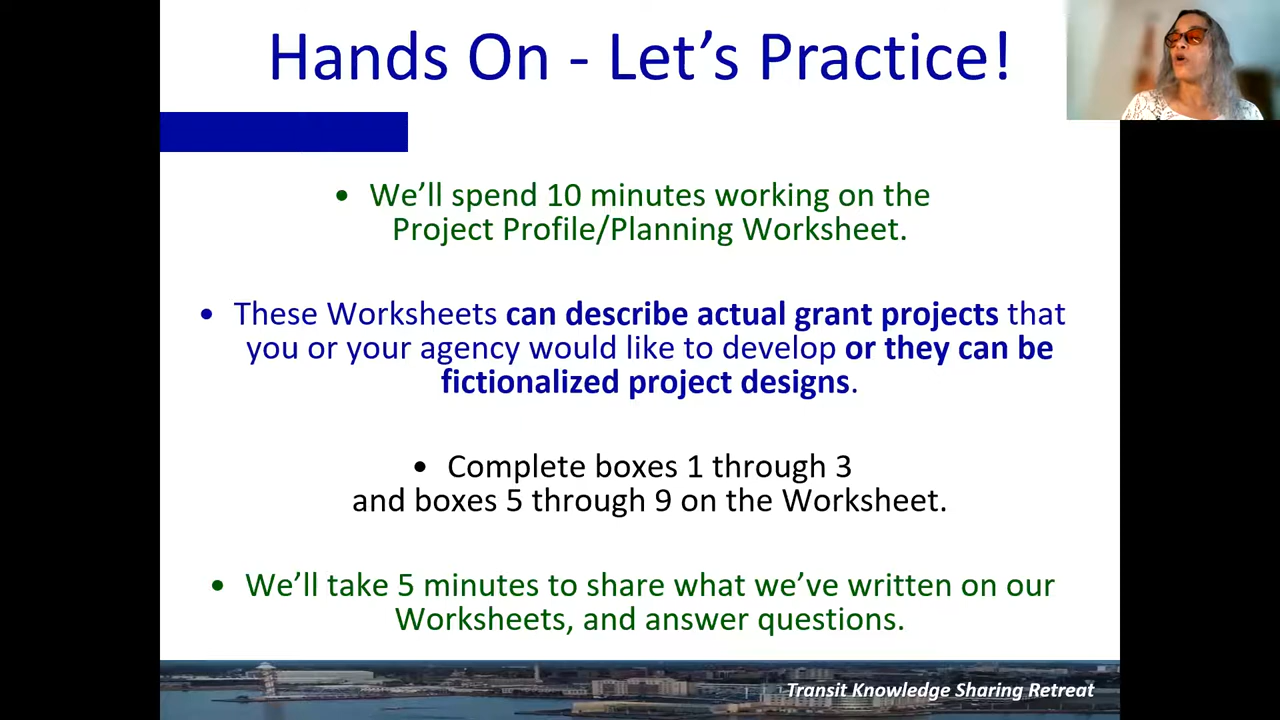 Hands On - Let's Practice!
• We'll spend 10 minutes working on the
Project Profile/Planning Worksheet.
• These Worksheets can describe actual grant projects that
you or your agency would like to develop or they can be
fictionalized project designs.
• Complete boxes 1 through 3
and boxes 5 through 9 on the Worksheet.
• We'll take 5 minutes to share what we've written on our
Worksheets, and answer questions.
Transit Knowledge Sharing Retreat